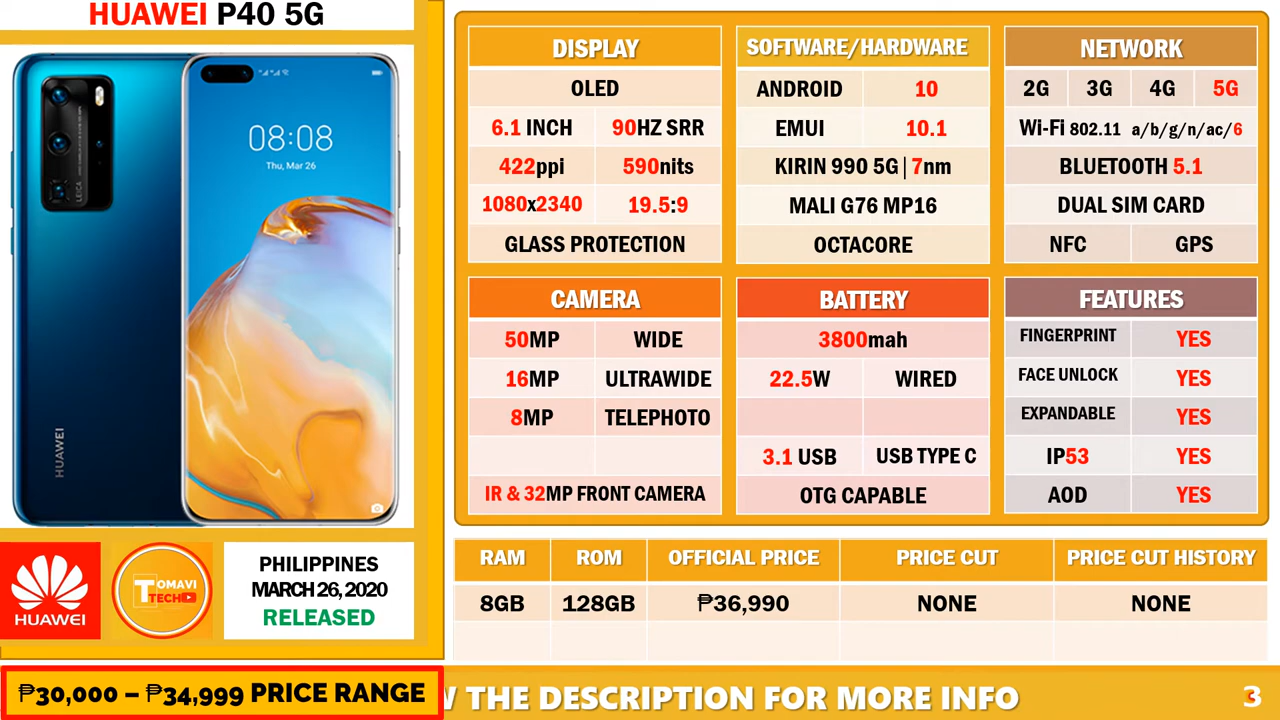 HUAWEI P40 5G
08:08
Thu, Mar 26
LEICA
HUAWEI
HUAWEI
TOMAVI
TECH
PHILIPPINES
MARCH 26, 2020
RELEASED
₱30,000 – ₱34,999 PRICE RANGE
DISPLAY
OLED
6.1 INCH 90HZ SRR
422ppi 590nits
1080x2340 19.5:9
GLASS PROTECTION
SOFTWARE/HARDWARE
ANDROID 10
EMUI 10.1
KIRIN 990 5G|7nm
MALI G76 MP16
OCTACORE
NETWORK
2G 3G 4G 5G
Wi-Fi 802.11 a/b/g/n/ac/6
BLUETOOTH 5.1
DUAL SIM CARD
NFC GPS
CAMERA
50MP WIDE
16MP ULTRAWIDE
8MP TELEPHOTO
IR & 32MP FRONT CAMERA
BATTERY
3800mah
22.5W WIRED
3.1 USB USB TYPE C
OTG CAPABLE
FEATURES
FINGERPRINT YES
FACE UNLOCK YES
EXPANDABLE YES
IP53 YES
AOD YES
RAM ROM OFFICIAL PRICE PRICE CUT PRICE CUT HISTORY
8GB 128GB ₱36,990 NONE NONE
THE DESCRIPTION FOR MORE INFO
3